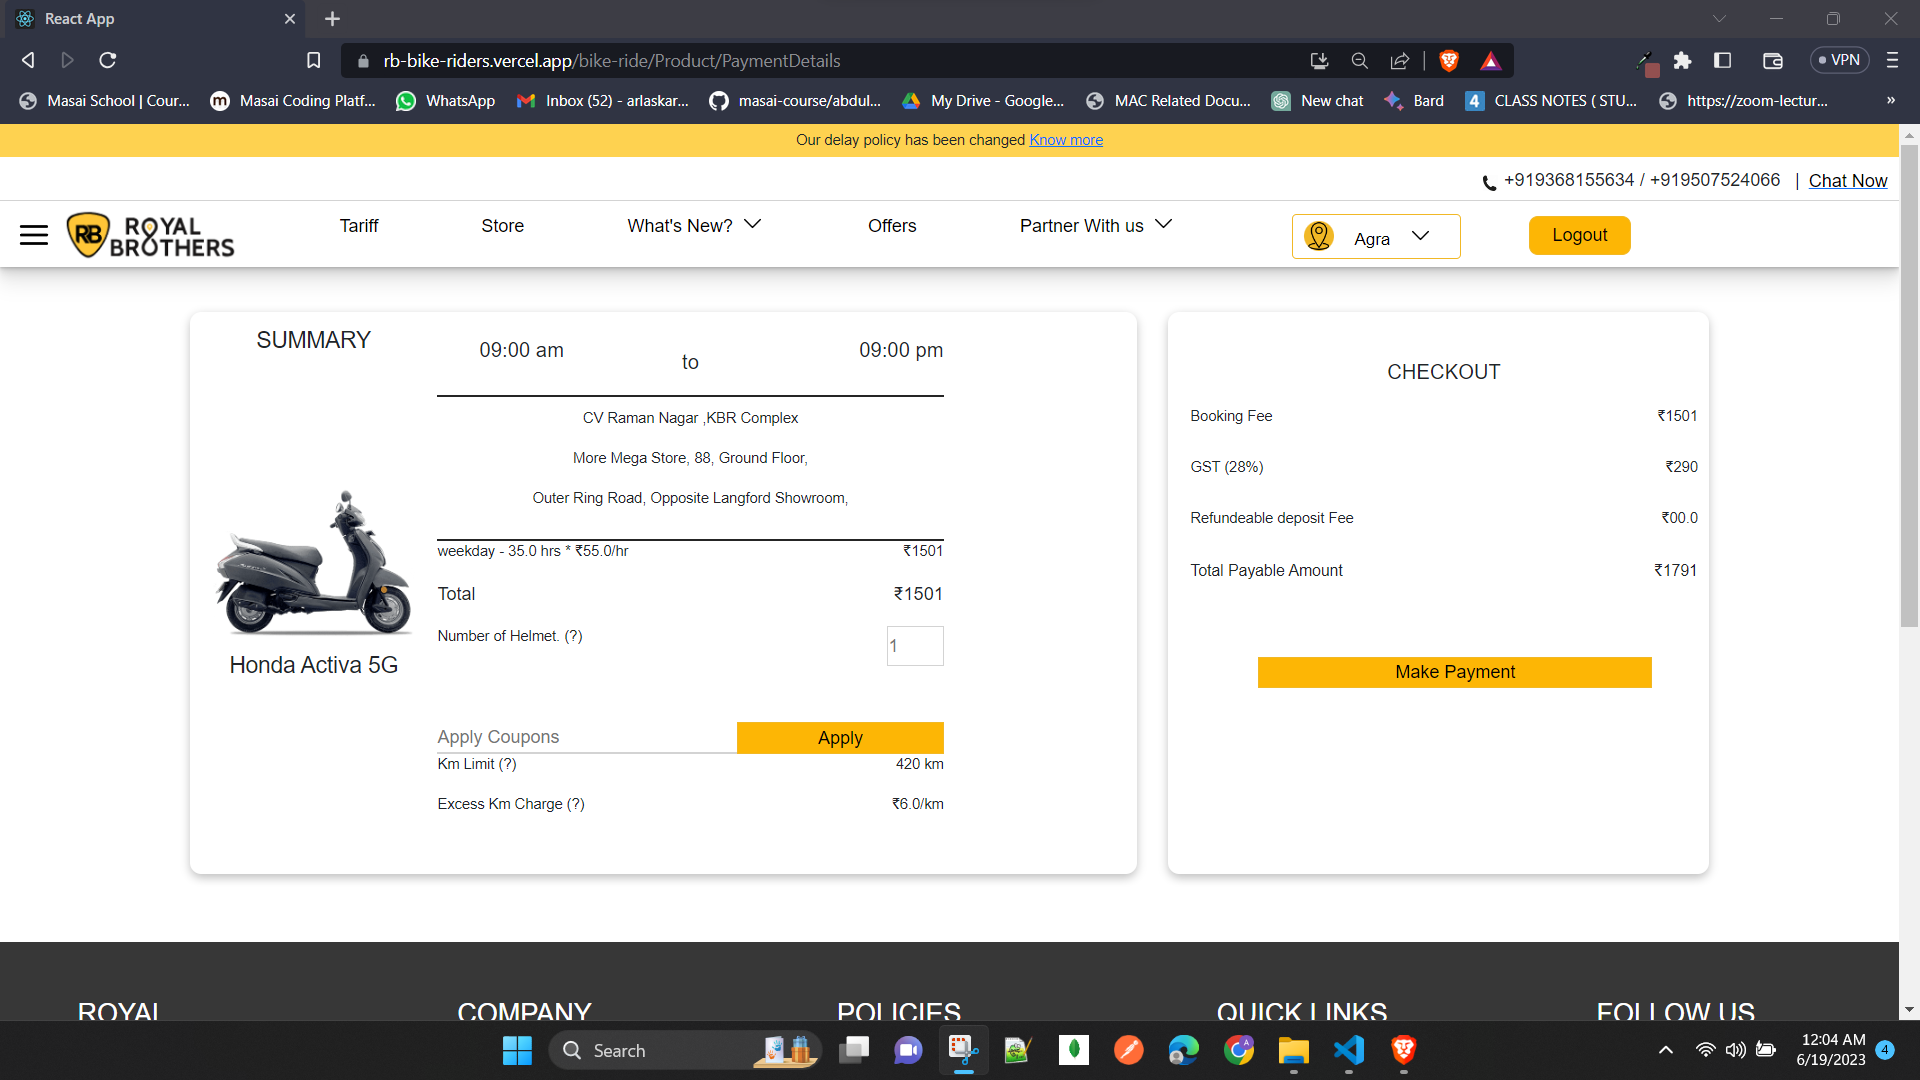 React App
rb-bike-riders.vercel.app/bike-ride/Product/PaymentDetails
VPN
Masai School | Cour... Masai Coding Platf... WhatsApp Inbox (52) - arlaskar... masai-course/abdul... My Drive - Google... MAC Related Docu... New chat Bard CLASS NOTES ( STU... https://zoom-lectur... »
Our delay policy has been changed Know more
+919368155634 / +919507524066 | Chat Now
RB ROYAL BROTHERS
Tariff Store What's New? Offers Partner With us Agra Logout
SUMMARY
09:00 am to 09:00 pm
CV Raman Nagar ,KBR Complex
More Mega Store, 88, Ground Floor,
Outer Ring Road, Opposite Langford Showroom,
weekday - 35.0 hrs * ₹55.0/hr ₹1501
Total ₹1501
Number of Helmet. (?) 1
Honda Activa 5G
Apply Coupons Apply
Km Limit (?) 420 km
Excess Km Charge (?) ₹6.0/km
CHECKOUT
Booking Fee ₹1501
GST (28%) ₹290
Refundeable deposit Fee ₹00.0
Total Payable Amount ₹1791
Make Payment
ROYAL COMPANY POLICIES QUICK LINKS FOLLOW US
Search
12:04 AM
6/19/2023
4